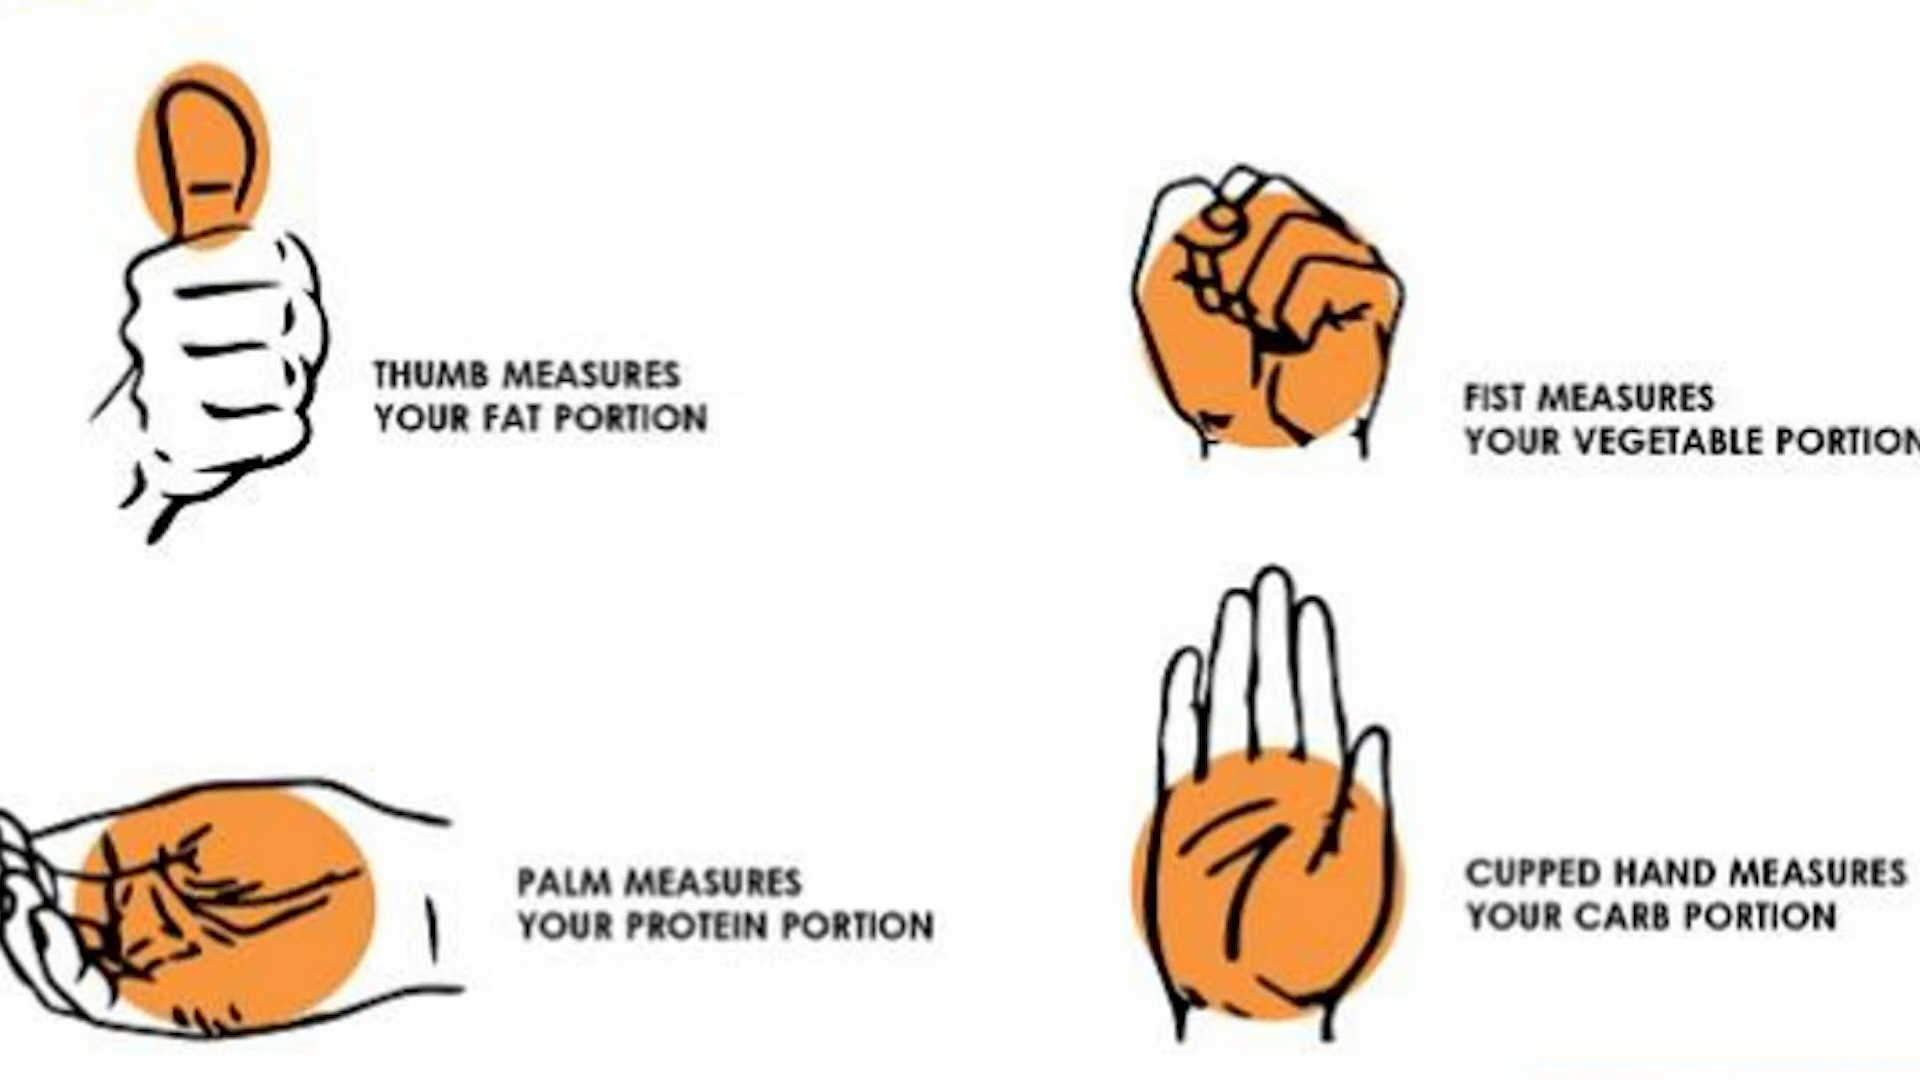 THUMB MEASURES
YOUR FAT PORTION
FIST MEASURES
YOUR VEGETABLE PORTION
PALM MEASURES
YOUR PROTEIN PORTION
CUPPED HAND MEASURES
YOUR CARB PORTION